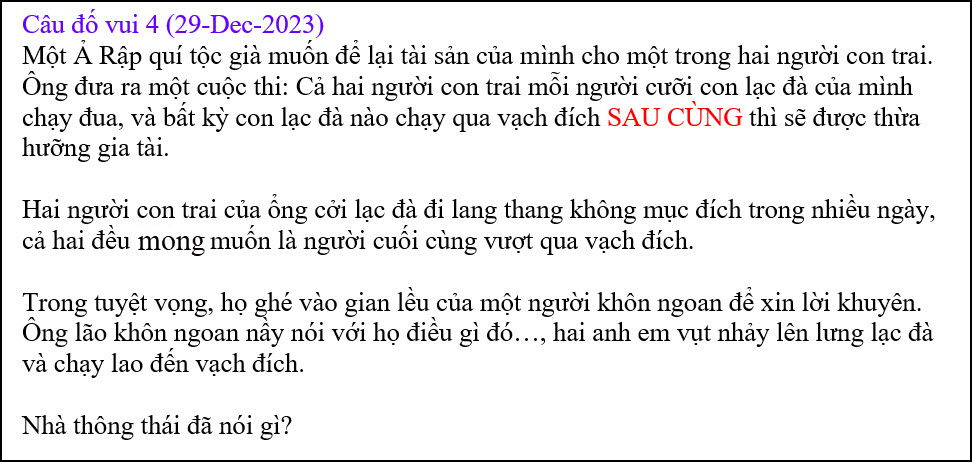 Câu đố vui 4 (29-Dec-2023)
Một Ả Rập quí tộc già muốn để lại tài sản của mình cho một trong hai người con trai.
Ông đưa ra một cuộc thi: Cả hai người con trai mỗi người cưỡi con lạc đà của mình
chạy đua, và bất kỳ con lạc đà nào chạy qua vạch đích SAU CÙNG thì sẽ được thừa
hưởng gia tài.
Hai người con trai của ổng cởi lạc đà đi lang thang không mục đích trong nhiều ngày,
cả hai đều mong muốn là người cuối cùng vượt qua vạch đích.
Trong tuyệt vọng, họ ghé vào gian lều của một người khôn ngoan để xin lời khuyên.
Ông lão khôn ngoan nầy nói với họ điều gì đó…, hai anh em vụt nhảy lên lưng lạc đà
và chạy lao đến vạch đích.
Nhà thông thái đã nói gì?